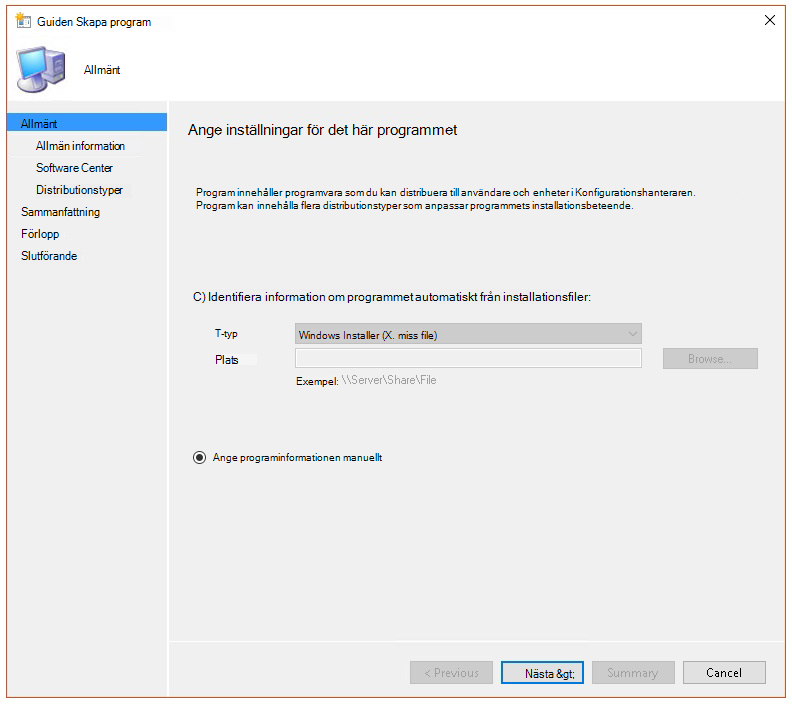 Guiden Skapa program
Allmänt
Allmänt
Allmän information
Software Center
Distributionstyper
Sammanfattning
Förlopp
Slutförande
Ange inställningar för det här programmet
Program innehåller programvara som du kan distribuera till användare och enheter i Konfigurationshanteraren.
Program kan innehålla flera distributionstyper som anpassar programmets installationsbeteende.
C) Identifiera information om programmet automatiskt från installationsfiler:
T-typ
Windows Installer (X. miss file)
Plats
Browse...
Exempel: \\Server\Share\File
Ange programinformationen manuellt
< Previous
Nästa &gt;
Summary
Cancel